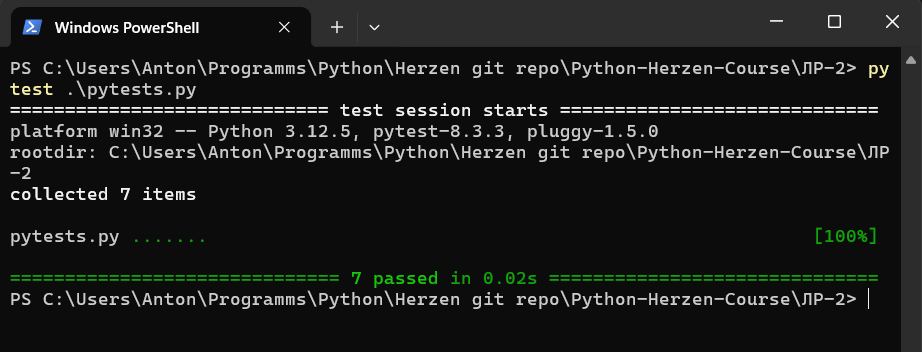 Windows PowerShell
PS C:\Users\Anton\Programms\Python\Herzen git repo\Python-Herzen-Course\ЛР-2> py
test .\pytests.py
============================= test session starts =============================
platform win32 -- Python 3.12.5, pytest-8.3.3, pluggy-1.5.0
rootdir: C:\Users\Anton\Programms\Python\Herzen git repo\Python-Herzen-Course\ЛР
-2
collected 7 items
pytests.py ....... [100%]
============================== 7 passed in 0.02s ==============================
PS C:\Users\Anton\Programms\Python\Herzen git repo\Python-Herzen-Course\ЛР-2>